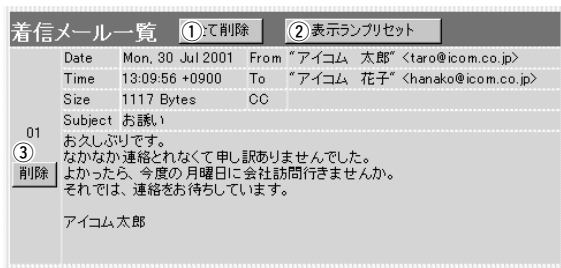 着信メール一覧 ①て削除 ②表示ランプリセット
Date Mon, 30 Jul 2001 From "アイコム 太郎" <taro@icom.co.jp>
Time 13:09:56 +0900 To "アイコム 花子" <hanako@icom.co.jp>
Size 1117 Bytes CC
Subject お誘い
01
③
削除
お久しぶりです。
なかなか連絡とれなくて申し訳ありませんでした。
よかったら、今度の月曜日に会社訪問行きませんか。
それでは、連絡をお待ちしています。
アイコム太郎